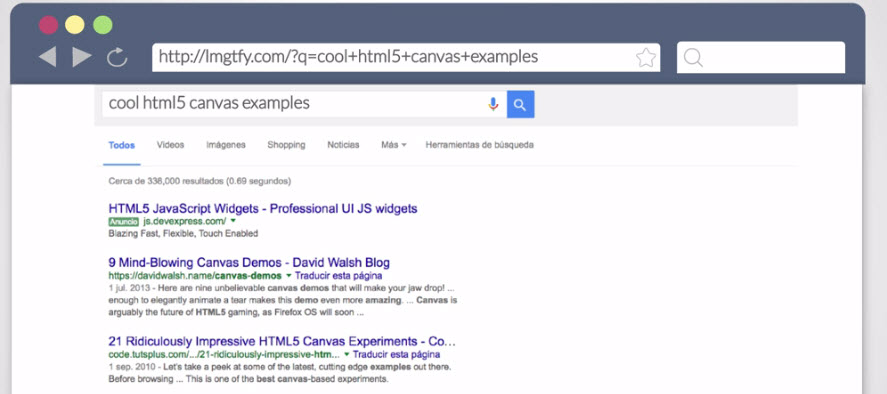 http://lmgtfy.com/?q=cool+html5+canvas+examples
cool html5 canvas examples
Todos Videos Imágenes Shopping Noticias Más Herramientas de búsqueda
Cerca de 336,000 resultados (0.69 segundos)
HTML5 JavaScript Widgets - Professional UI JS widgets
Anuncio js.devexpress.com/
Blazing Fast, Flexible, Touch Enabled
9 Mind-Blowing Canvas Demos - David Walsh Blog
https://davidwalsh.name/canvas-demos Traducir esta página
1 jul. 2013 - Here are nine unbelievable canvas demos that will make your jaw drop! ...
enough to elegantly animate a tear makes this demo even more amazing. ... Canvas is
arguably the future of HTML5 gaming, as Firefox OS will soon ...
21 Ridiculously Impressive HTML5 Canvas Experiments - Co...
code.tutsplus.com/.../21-ridiculously-impressive-htm... Traducir esta página
1 sep. 2010 - Let's take a peek at some of the latest, cutting edge examples out there.
Before browsing ... This is one of the best canvas-based experiments.